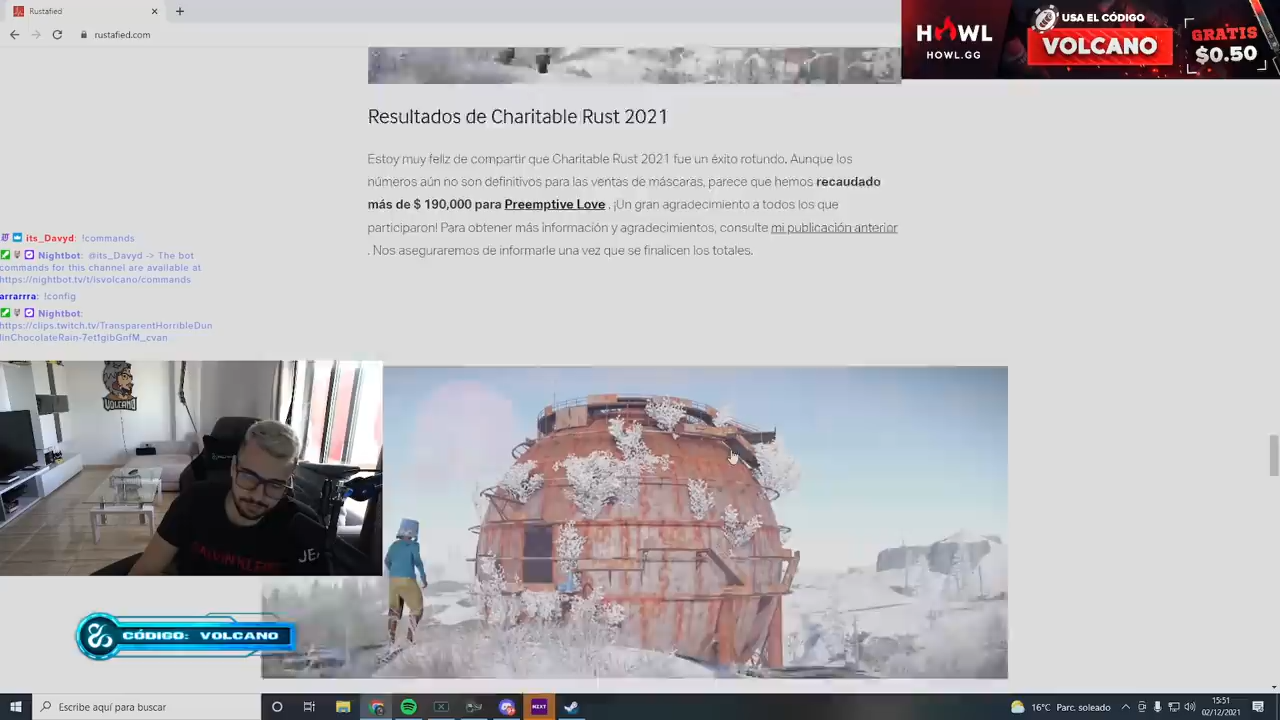 Rustafied
rustafied.com
HOWL
HOWL.GG
USA EL CÓDIGO
VOLCANO
GRATIS
$0.50
Resultados de Charitable Rust 2021
Estoy muy feliz de compartir que Charitable Rust 2021 fue un éxito rotundo. Aunque los
números aún no son definitivos para las ventas de máscaras, parece que hemos recaudado
más de $ 190,000 para Preemptive Love . ¡Un gran agradecimiento a todos los que
participaron! Para obtener más información y agradecimientos, consulte mi publicación anterior
. Nos aseguraremos de informarle una vez que se finalicen los totales.
its_Davyd: !commands
Nightbot: @its_Davyd -> The bot
commands for this channel are available at
https://nightbot.tv/t/isvolcano/commands
arrarrra: !config
Nightbot:
https://clips.twitch.tv/TransparentHorribleDun
linChocolateRain-7et1gibGnfM_cvan
VOLCANO
CALVIN KLEIN JE
CÓDIGO: VOLCANO
Escribe aquí para buscar
NZXT
16°C Parc. soleado
15:51
02/12/2021